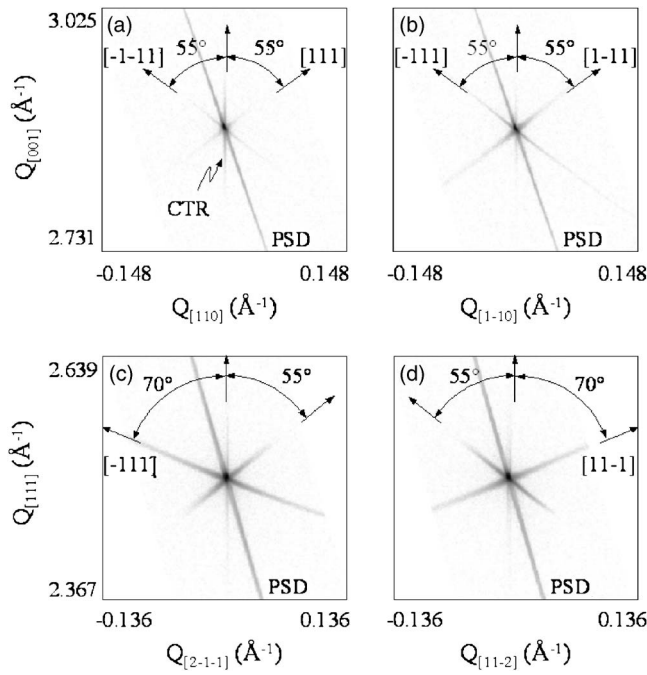 3.025 (a) 55° 55° (b) 55° 55°
[-1-11] [111] [-111] [1-11]
Q[001] (Å-1)
CTR
2.731 PSD PSD
-0.148 0.148 -0.148 0.148
Q[110] (Å-1) Q[1-10] (Å-1)
2.639 70° (c) 55° 55° (d) 70°
[-111] [11-1]
Q[111] (Å-1)
2.367 PSD PSD
-0.136 0.136 -0.136 0.136
Q[2-1-1] (Å-1) Q[11-2] (Å-1)